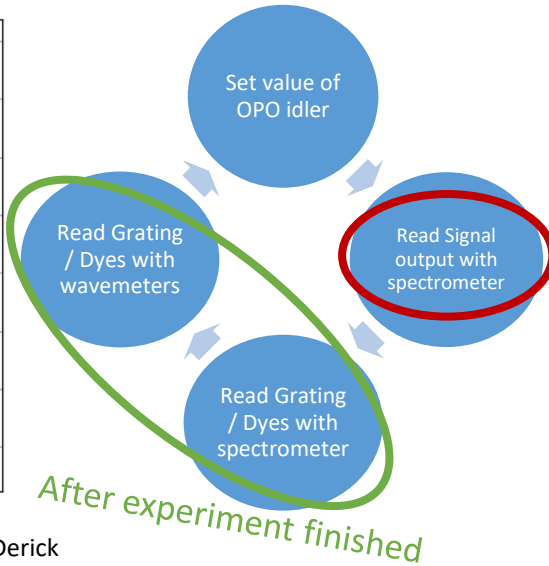 Set value of
OPO idler
Read Signal
output with
spectrometer
Read Grating
/ Dyes with
spectrometer
Read Grating
/ Dyes with
wavemeters
After experiment finished
Derick